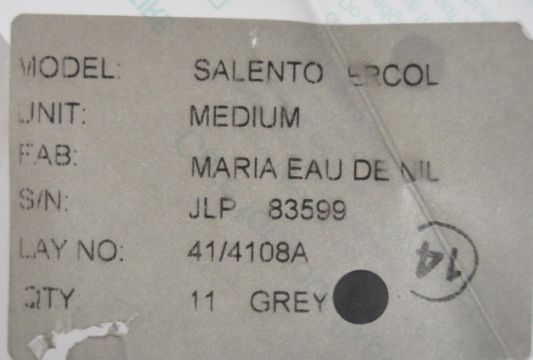 MODEL: SALENTO ERCOL
UNIT: MEDIUM
FAB: MARIA EAU DE NIL
S/N: JLP 83599
LAY NO: 41/4108A
QTY 11 GREY
14